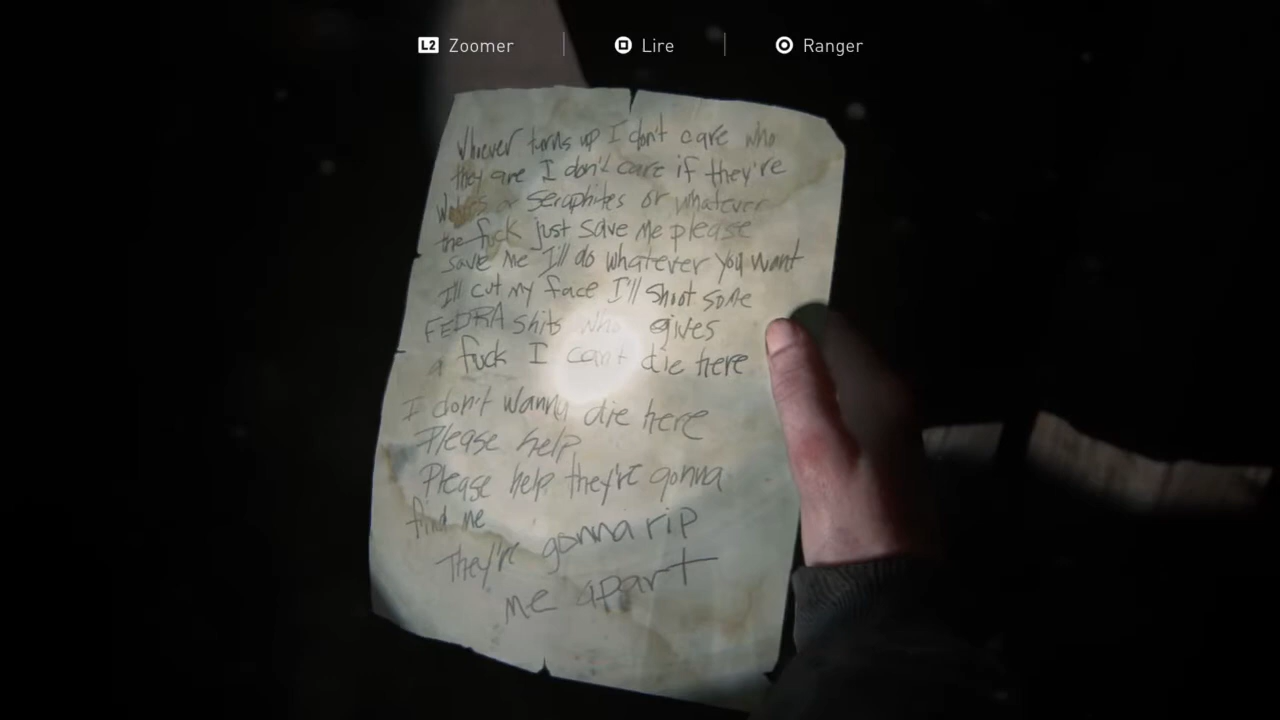 L2 Zoomer
Lire
Ranger
Whoever turns up I don't care who
they are I don't care if they're
Wolves or Seraphites or whatever
the fuck just save me please
save me I'll do whatever you want
I'll cut my face I'll shoot some
FEDRA shits who gives
a fuck I can't die here
I don't wanna die here
Please help
Please help they're gonna
find me
They're gonna rip
me apart